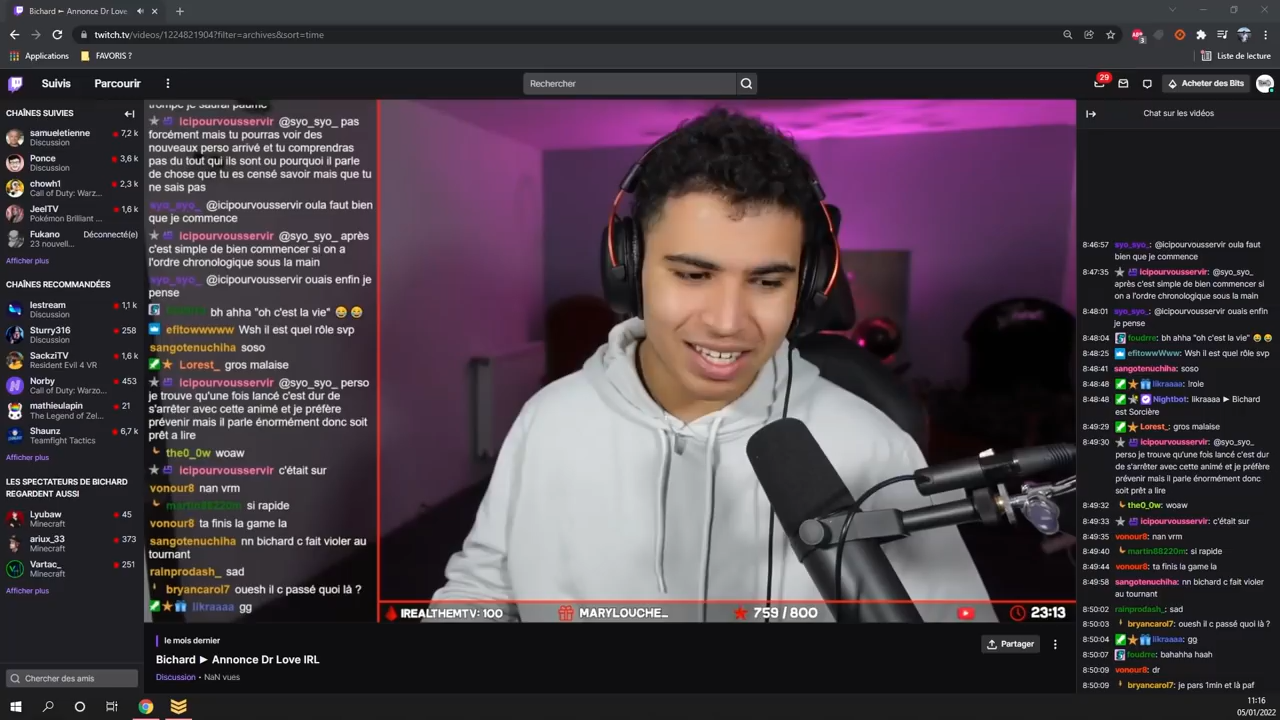 Bichard ► Annonce Dr Love
twitch.tv/videos/1224821904?filter=archives&sort=time
Applications
FAVORIS ?
Liste de lecture
Suivis
Parcourir
Rechercher
29
Acheter des Bits
CHAÎNES SUIVIES
samueletienne
7,2 k
Discussion
Ponce
3,6 k
Discussion
chowh1
2,3 k
Call of Duty: Warz...
JeelTV
1,6 k
Pokémon Brilliant ...
Fukano
Déconnecté(e)
23 nouvell...
Afficher plus
CHAÎNES RECOMMANDÉES
lestream
1,1 k
Discussion
Sturry316
258
Discussion
SackziTV
1,6 k
Resident Evil 4 VR
Norby
453
Call of Duty: Warzo...
mathieulapin
21
The Legend of Zel...
Shaunz
6,7 k
Teamfight Tactics
Afficher plus
LES SPECTATEURS DE BICHARD
REGARDENT AUSSI
Lyubaw
45
Minecraft
ariux_33
373
Minecraft
Vartac_
251
Minecraft
Afficher plus
Chercher des amis
trompe je saurai paumé
icipourvousservir @syo_syo_ pas
forcément mais tu pourras voir des
nouveaux perso arrivé et tu comprendras
pas du tout qui ils sont ou pourquoi il parle
de chose que tu es censé savoir mais que tu
ne sais pas
syo_syo_ @icipourvousservir oula faut bien
que je commence
icipourvousservir @syo_syo_ après
c'est simple de bien commencer si on a
l'ordre chronologique sous la main
syo_syo_ @icipourvousservir ouais enfin je
pense
foudrre bh ahha "oh c'est la vie" 😅 😅
efitowwwww Wsh il est quel rôle svp
sangotenuchiha soso
Lorest_ gros malaise
icipourvousservir @syo_syo_ perso
je trouve qu'une fois lancé c'est dur de
s'arrêter avec cette animé et je préfère
prévenir mais il parle énormément donc soit
prêt a lire
the0_0w woaw
icipourvousservir c'était sur
vonour8 nan vrm
martin88220m si rapide
vonour8 ta finis la game la
sangotenuchiha nn bichard c fait violer au
tournant
rainprodash_ sad
bryancarol7 ouesh il c passé quoi là ?
likraaaa gg
IREALTHEMTV: 100
MARYLOUCHE_
759 / 800
23:13
le mois dernier
Bichard ► Annonce Dr Love IRL
Discussion • NaN vues
Partager
Chat sur les vidéos
8:46:57 syo_syo_: @icipourvousservir oula faut
bien que je commence
8:47:35 icipourvousservir: @syo_syo_
après c'est simple de bien commencer si
on a l'ordre chronologique sous la main
8:48:01 syo_syo_: @icipourvousservir ouais enfin
je pense
8:48:04 foudrre: bh ahha "oh c'est la vie" 😅 😅
8:48:25 efitowwWww: Wsh il est quel rôle svp
8:48:41 sangotenuchiha: soso
8:48:48 likraaaa: !role
8:48:48 Nightbot: likraaaa ► Bichard
est Sorcière
8:49:29 Lorest_: gros malaise
8:49:30 icipourvousservir: @syo_syo_
perso je trouve qu'une fois lancé c'est dur
de s'arrêter avec cette animé et je préfère
prévenir mais il parle énormément donc
soit prêt a lire
8:49:32 the0_0w: woaw
8:49:33 icipourvousservir: c'était sur
8:49:35 vonour8: nan vrm
8:49:40 martin88220m: si rapide
8:49:44 vonour8: ta finis la game la
8:49:58 sangotenuchiha: nn bichard c fait violer
au tournant
8:50:02 rainprodash_: sad
8:50:03 bryancarol7: ouesh il c passé quoi là ?
8:50:04 likraaaa: gg
8:50:07 foudrre: bahahha haah
8:50:09 vonour8: dr
8:50:09 bryancarol7: je pars 1min et là paf
11:16
05/01/2022